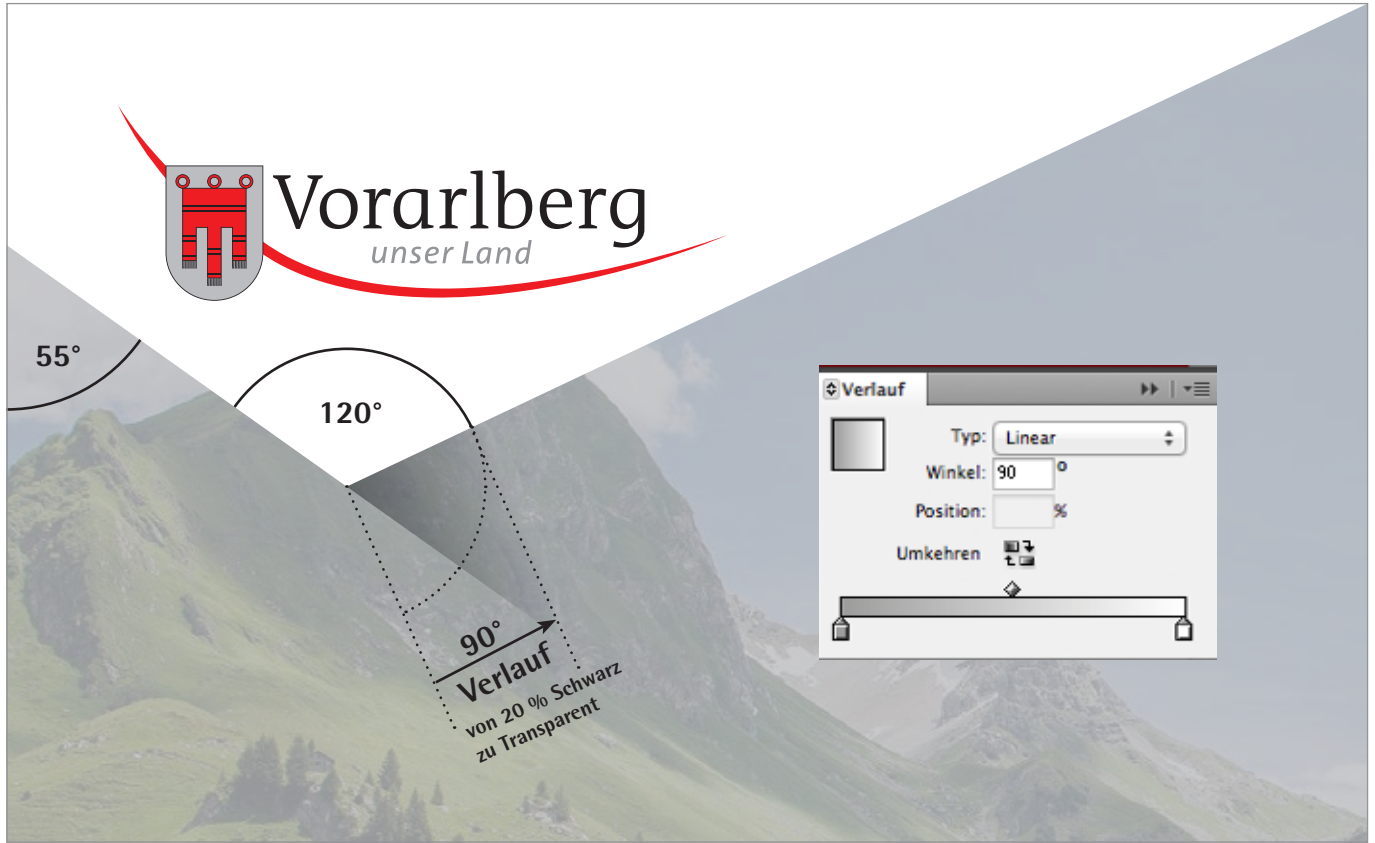 Vorarlberg
unser Land
55°
120°
90°
Verlauf
von 20 % Schwarz
zu Transparent
Verlauf
Typ: Linear
Winkel: 90 °
Position: %
Umkehren